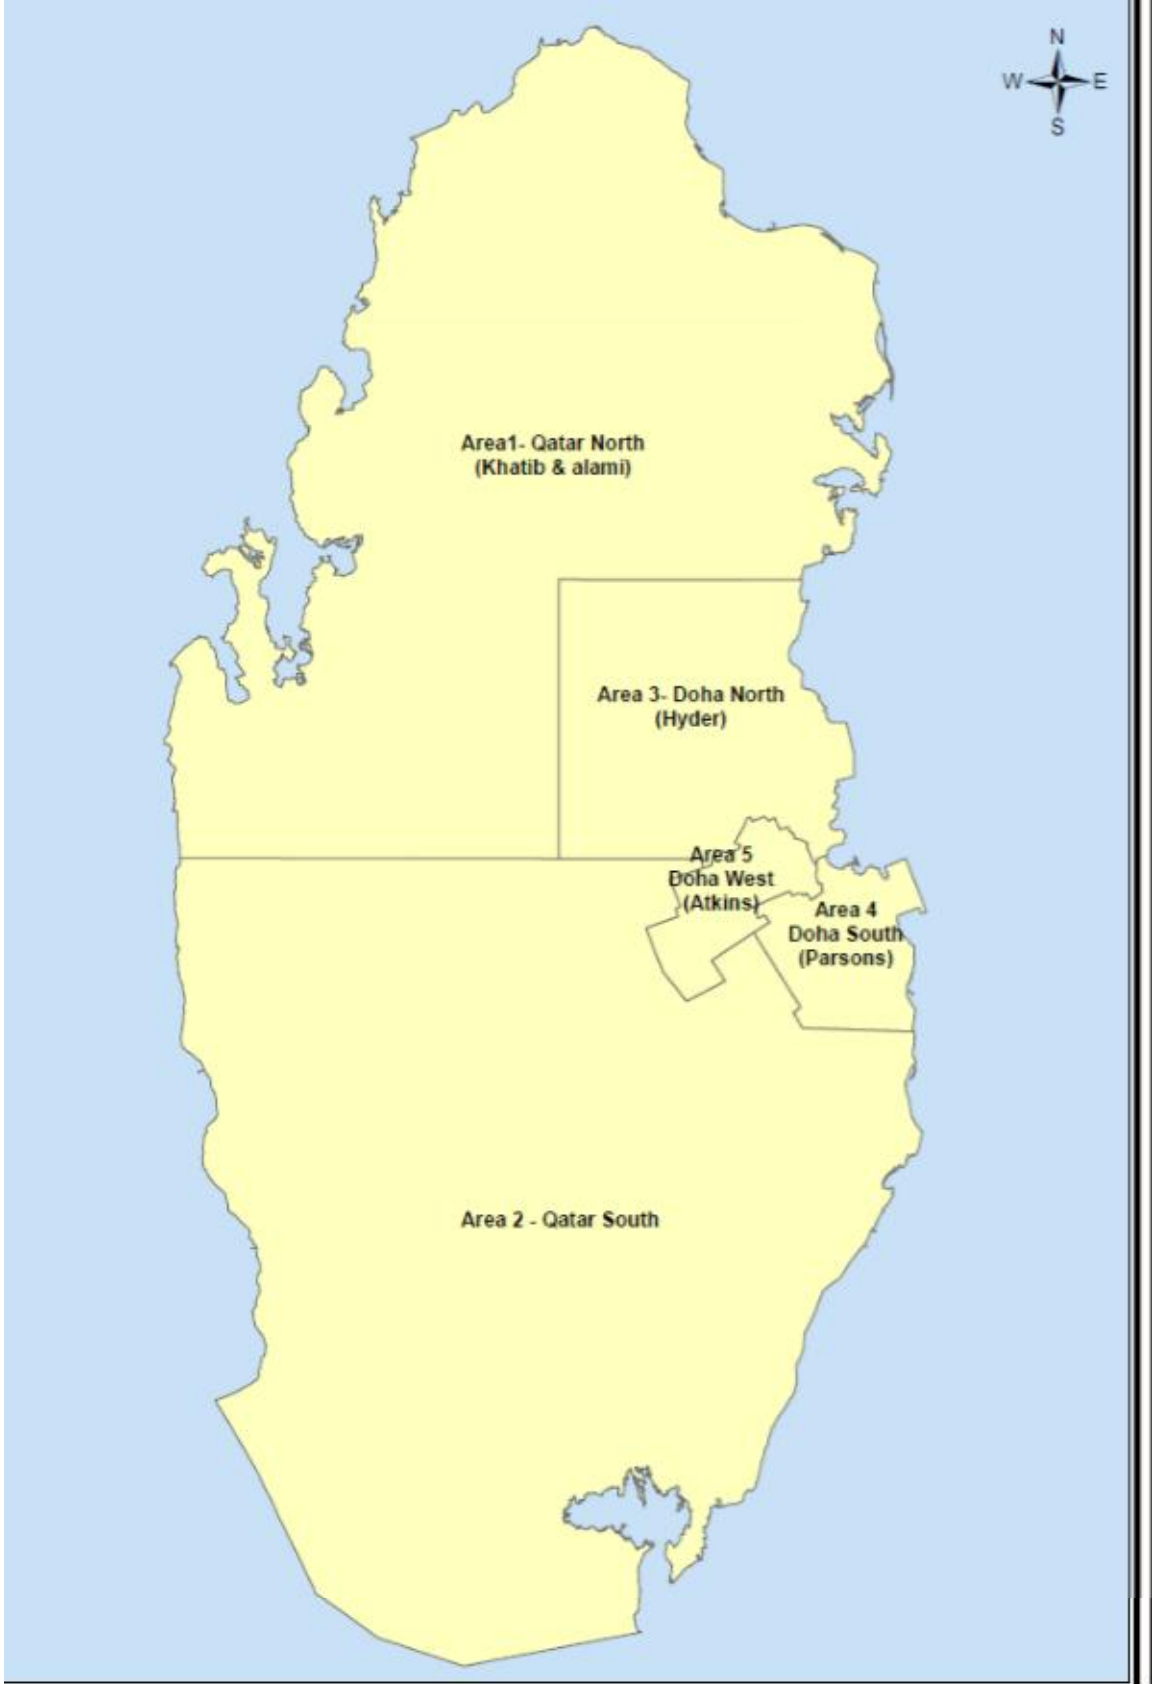 N
W E
S
Area1- Qatar North
(Khatib & alami)
Area 3- Doha North
(Hyder)
Area 5
Doha West
(Atkins)
Area 4
Doha South
(Parsons)
Area 2 - Qatar South